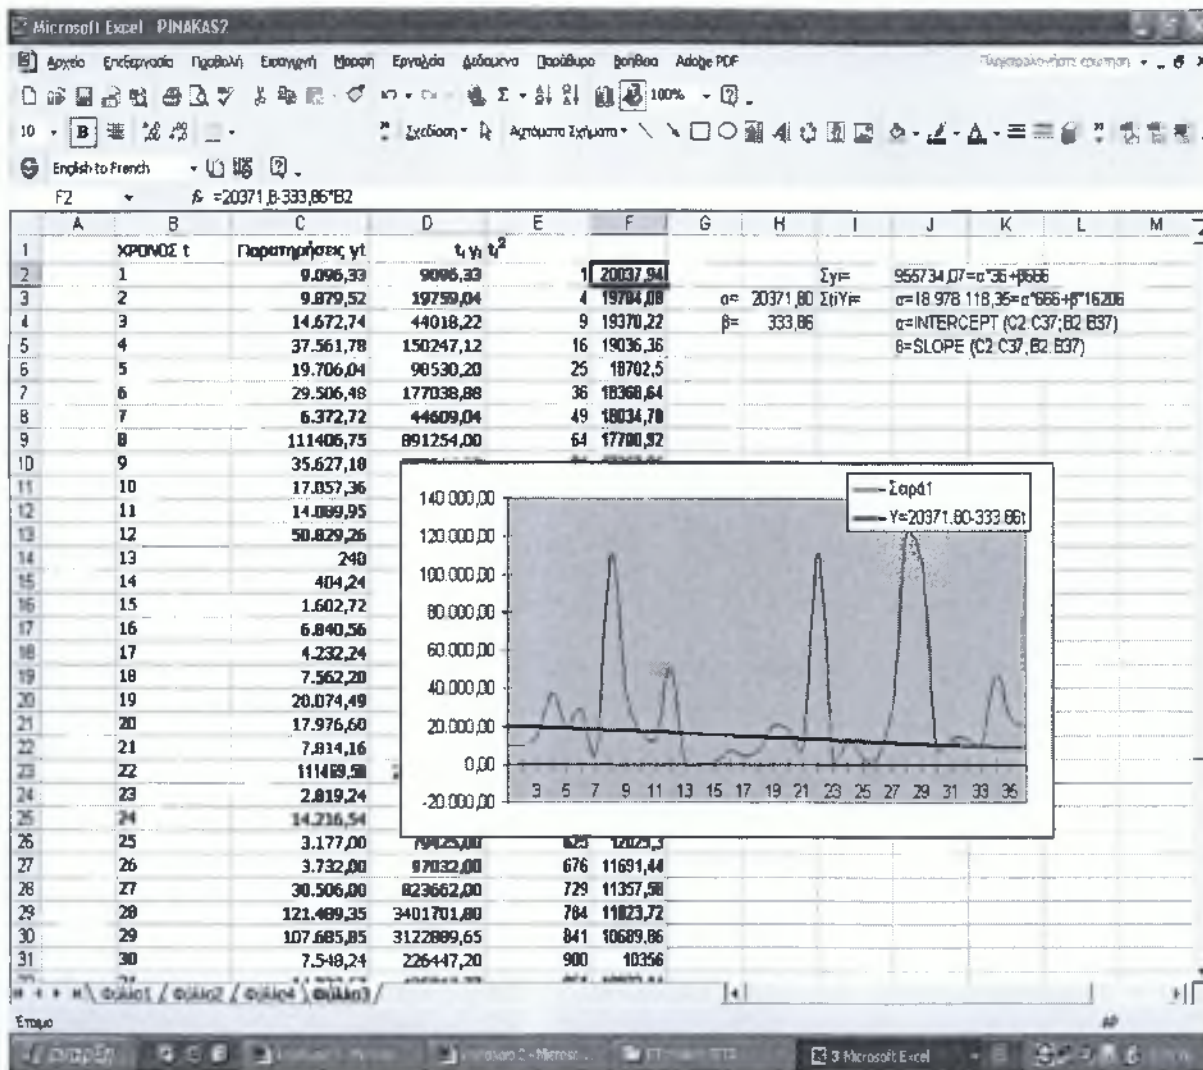 Microsoft Excel PINAKAS2
Αρχείο Επεξεργασία Προβολή Εισαγωγή Μορφή Εργαλεία Δεδομένα Παράθυρο Βοήθεια Adobe PDF
100%
10 B Σχεδίαση Αυτόματα Σχήματα
English to French
F2 =20371,8-333,86*B2
A B C D E F G H I J K L M
1 ΧΡΟΝΟΣ t Παρατηρήσεις yt tᵢ yᵢ tᵢ²
2 1 9.096,33 9096,33 1 20037,94 Σyi= 955734,07=α*36+β666
3 2 9.879,52 19759,04 4 α= 20371,80 ΣtiYi= α=18.978.118,35=α*666+β*16206
4 3 14.672,74 44018,22 9 19370,22 β= 333,86 α=INTERCEPT (C2:C37;B2:B37)
5 4 37.561,78 150247,12 16 19036,36 β=SLOPE (C2:C37;B2:B37)
6 5 19.706,04 98530,20 25 18702,5
7 6 29.506,48 177038,88 36 18368,64
8 7 6.372,72 44609,04 49 18034,78
9 8 111406,75 891254,00 64 17700,92
10 9 35.627,18
11 10 17.057,36
12 11 14.089,95
13 12 50.829,26
14 13 240
15 14 404,24
16 15 1.602,72
17 16 6.840,56
18 17 4.232,24
19 18 7.562,20
20 19 20.074,49
21 20 17.976,60
22 21 7.814,16
23 22
24 23 2.819,24
25 24 14.216,54
26 25 3.177,00 79425,00 625
27 26 3.732,00 97032,00 676 11691,44
28 27 30.506,00 823662,00 729 11357,58
29 28 121.489,35 3401701,80 784 11023,72
30 29 107.685,85 3122889,65 841 10689,86
31 30 7.548,24 226447,20 900 10356
Σειρά1
Y=20371.80-333.86t
140.000,00
120.000,00
100.000,00
80.000,00
60.000,00
40.000,00
20.000,00
0,00
-20.000,00
3 5 7 9 11 13 15 17 19 21 23 25 27 29 31 33 35
Φύλλο1 / Φύλλο2 / Φύλλο4 / Φύλλο3
Έτοιμο
3 Microsoft Excel